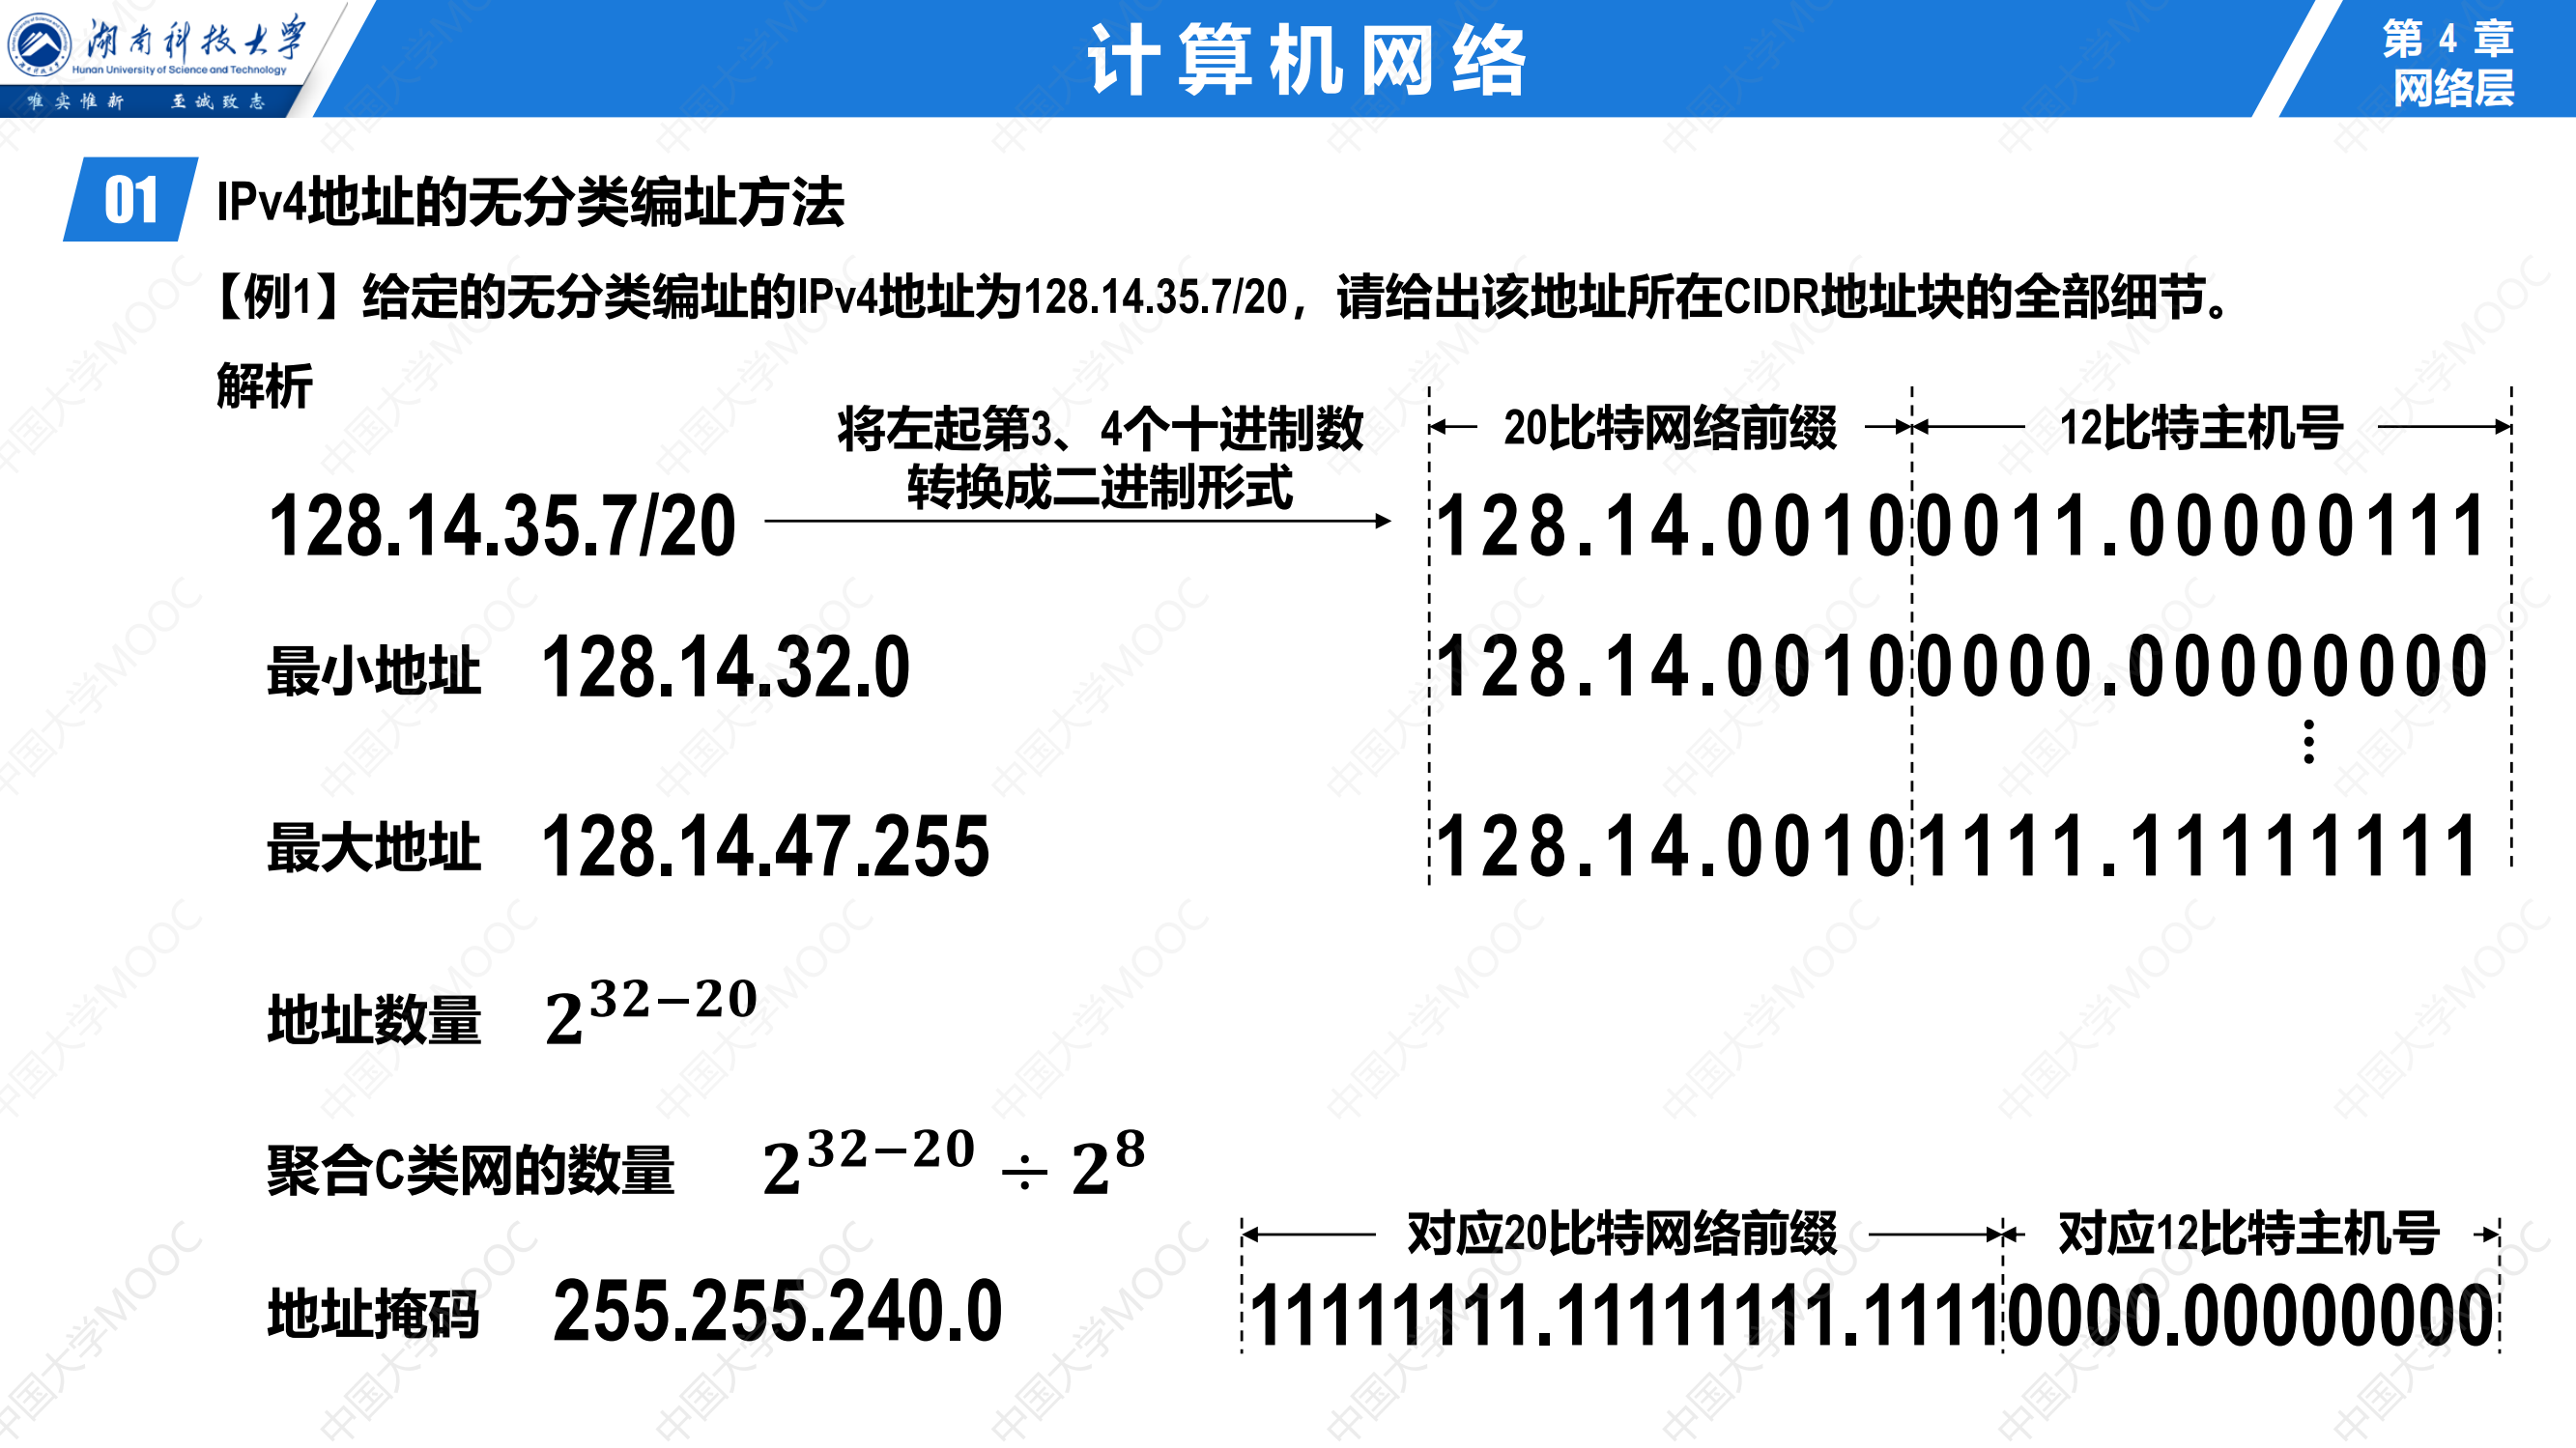 湖南科技大学
Hunan University of Science and Technology
唯实惟新 至诚致志
计算机网络
第 4 章
网络层
01 IPv4地址的无分类编址方法
【例1】给定的无分类编址的IPv4地址为128.14.35.7/20，请给出该地址所在CIDR地址块的全部细节。
解析
将左起第3、4个十进制数
转换成二进制形式
20比特网络前缀 12比特主机号
128.14.35.7/20 128.14.00100011.00000111
最小地址 128.14.32.0 128.14.00100000.00000000
⋮
最大地址 128.14.47.255 128.14.00101111.11111111
地址数量 2^{32−20}
聚合C类网的数量 2^{32−20} ÷ 2^8
对应20比特网络前缀 对应12比特主机号
地址掩码 255.255.240.0 11111111.11111111.11110000.00000000
中国大学MOOC